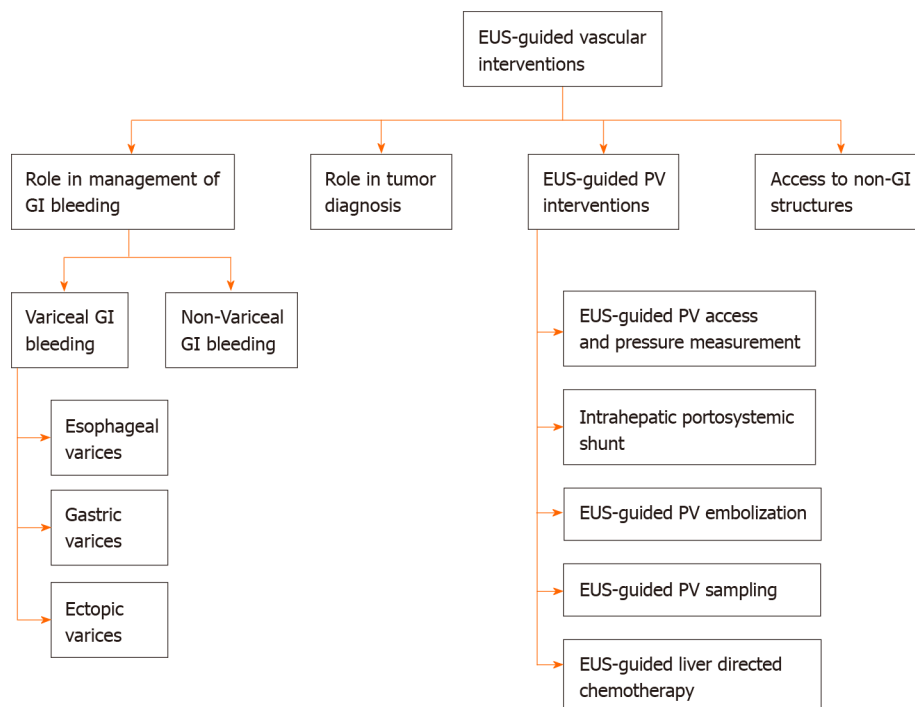 EUS-guided vascular
interventions
Role in management of
GI bleeding
Role in tumor
diagnosis
EUS-guided PV
interventions
Access to non-GI
structures
Variceal GI
bleeding
Non-Variceal
GI bleeding
Esophageal
varices
Gastric
varices
Ectopic
varices
EUS-guided PV access
and pressure measurement
Intrahepatic portosystemic
shunt
EUS-guided PV embolization
EUS-guided PV sampling
EUS-guided liver directed
chemotherapy